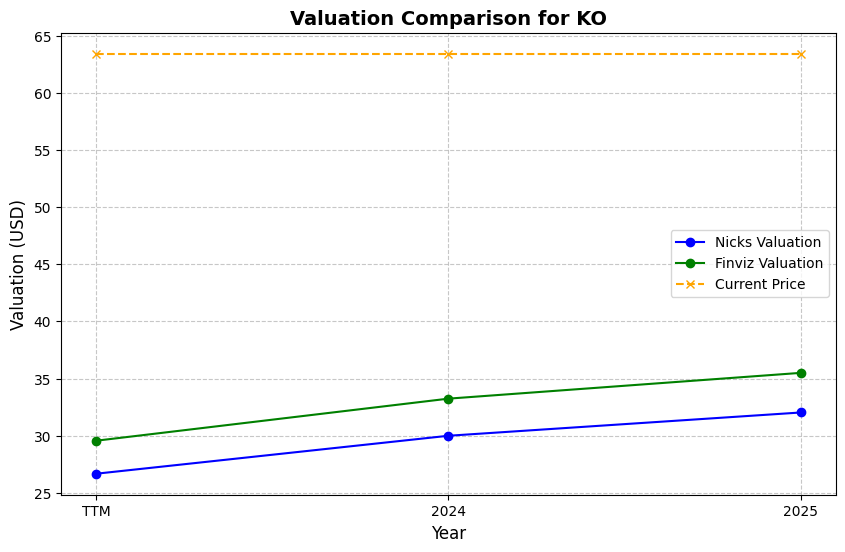 Valuation Comparison for KO
Valuation (USD)
65
60
55
50
45
40
35
30
25
Nicks Valuation
Finviz Valuation
Current Price
TTM
2024
2025
Year